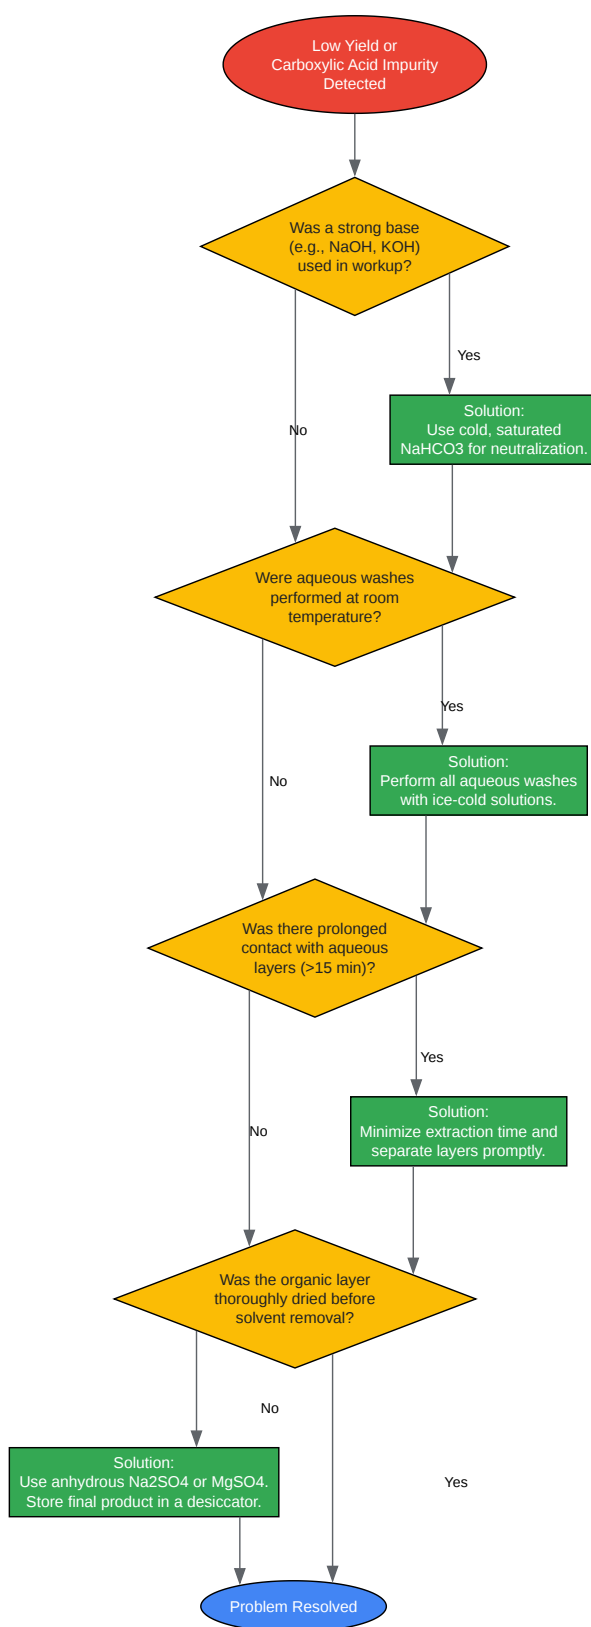 Low Yield or
Carboxylic Acid Impurity
Detected
Was a strong base
(e.g., NaOH, KOH)
used in workup?
Yes
Solution:
Use cold, saturated
NaHCO3 for neutralization.
No
Were aqueous washes
performed at room
temperature?
Yes
Solution:
Perform all aqueous washes
with ice-cold solutions.
No
Was there prolonged
contact with aqueous
layers (>15 min)?
Yes
Solution:
Minimize extraction time and
separate layers promptly.
No
Was the organic layer
thoroughly dried before
solvent removal?
No
Solution:
Use anhydrous Na2SO4 or MgSO4.
Store final product in a desiccator.
Yes
Problem Resolved